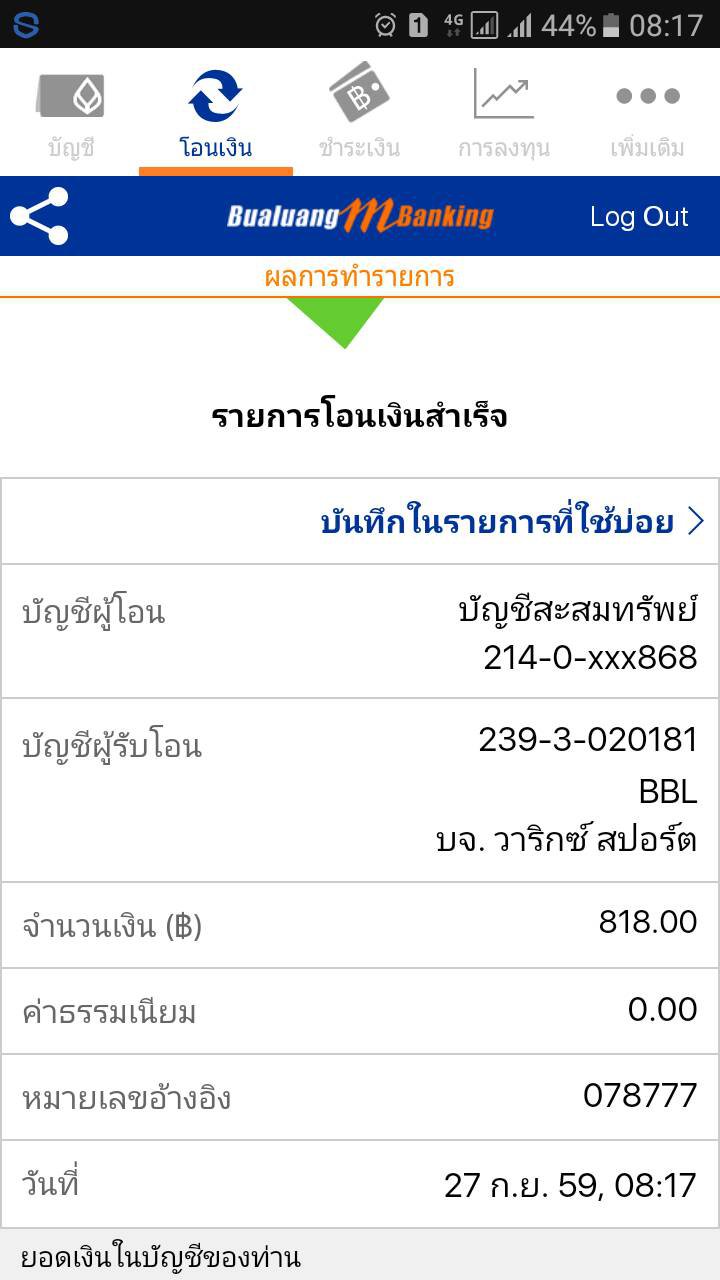 1 4G 44% 08:17
บัญชี โอนเงิน ชำระเงิน การลงทุน เพิ่มเติม
Bualuang mBanking Log Out
ผลการทำรายการ
รายการโอนเงินสำเร็จ
บันทึกในรายการที่ใช้บ่อย
บัญชีผู้โอน บัญชีสะสมทรัพย์
214-0-xxx868
บัญชีผู้รับโอน 239-3-020181
BBL
บจ. วาริกซ์ สปอร์ต
จำนวนเงิน (฿) 818.00
ค่าธรรมเนียม 0.00
หมายเลขอ้างอิง 078777
วันที่ 27 ก.ย. 59, 08:17
ยอดเงินในบัญชีของท่าน